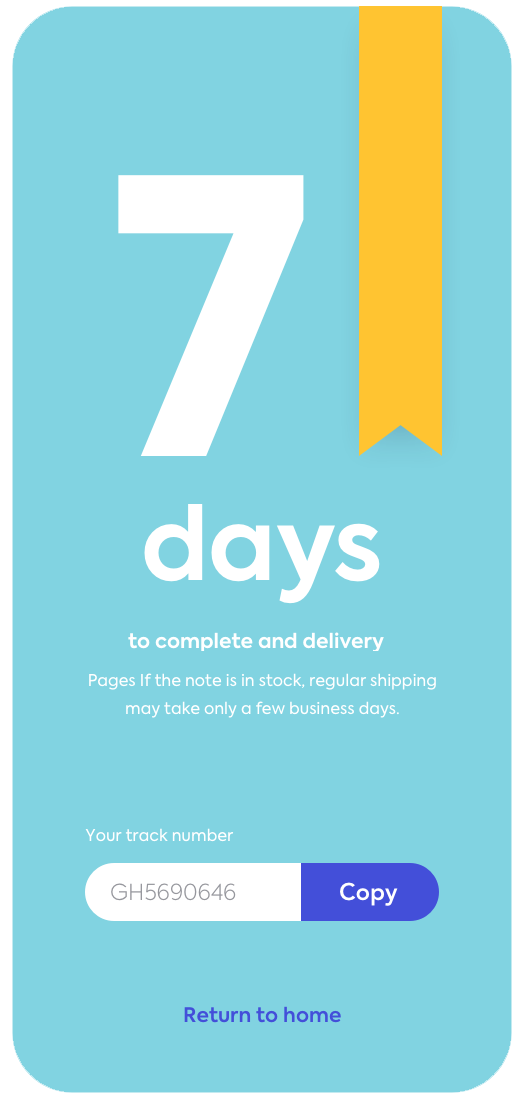 7
days
to complete and delivery
Pages If the note is in stock, regular shipping
may take only a few business days.
Your track number
GH5690646
Copy
Return to home